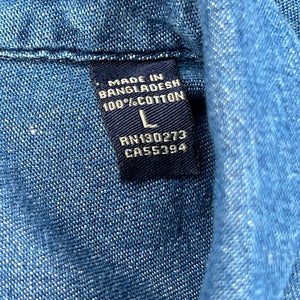 MADE IN
BANGLADESH
100% COTTON
L
RN130273
CA55394